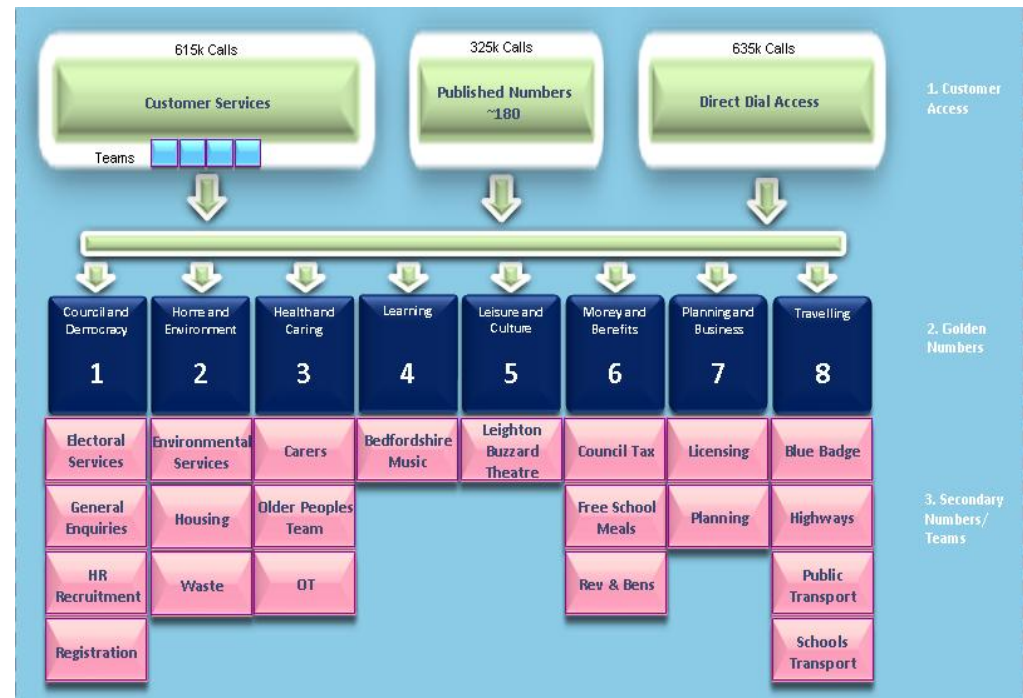 615k Calls
325k Calls
635k Calls
Customer Services
Published Numbers
~180
Direct Dial Access
1. Customer
Access
Teams
Council and
Democracy
1
Home and
Environment
2
Health and
Caring
3
Learning
4
Leisure and
Culture
5
Money and
Benefits
6
Planning and
Business
7
Travelling
8
2. Golden
Numbers
Electoral
Services
Environmental
Services
Carers
Bedfordshire
Music
Leighton
Buzzard
Theatre
Council Tax
Licensing
Blue Badge
General
Enquiries
Housing
Older Peoples
Team
Free School
Meals
Planning
Highways
3. Secondary
Numbers/
Teams
HR
Recruitment
Waste
OT
Rev & Bens
Public
Transport
Registration
Schools
Transport